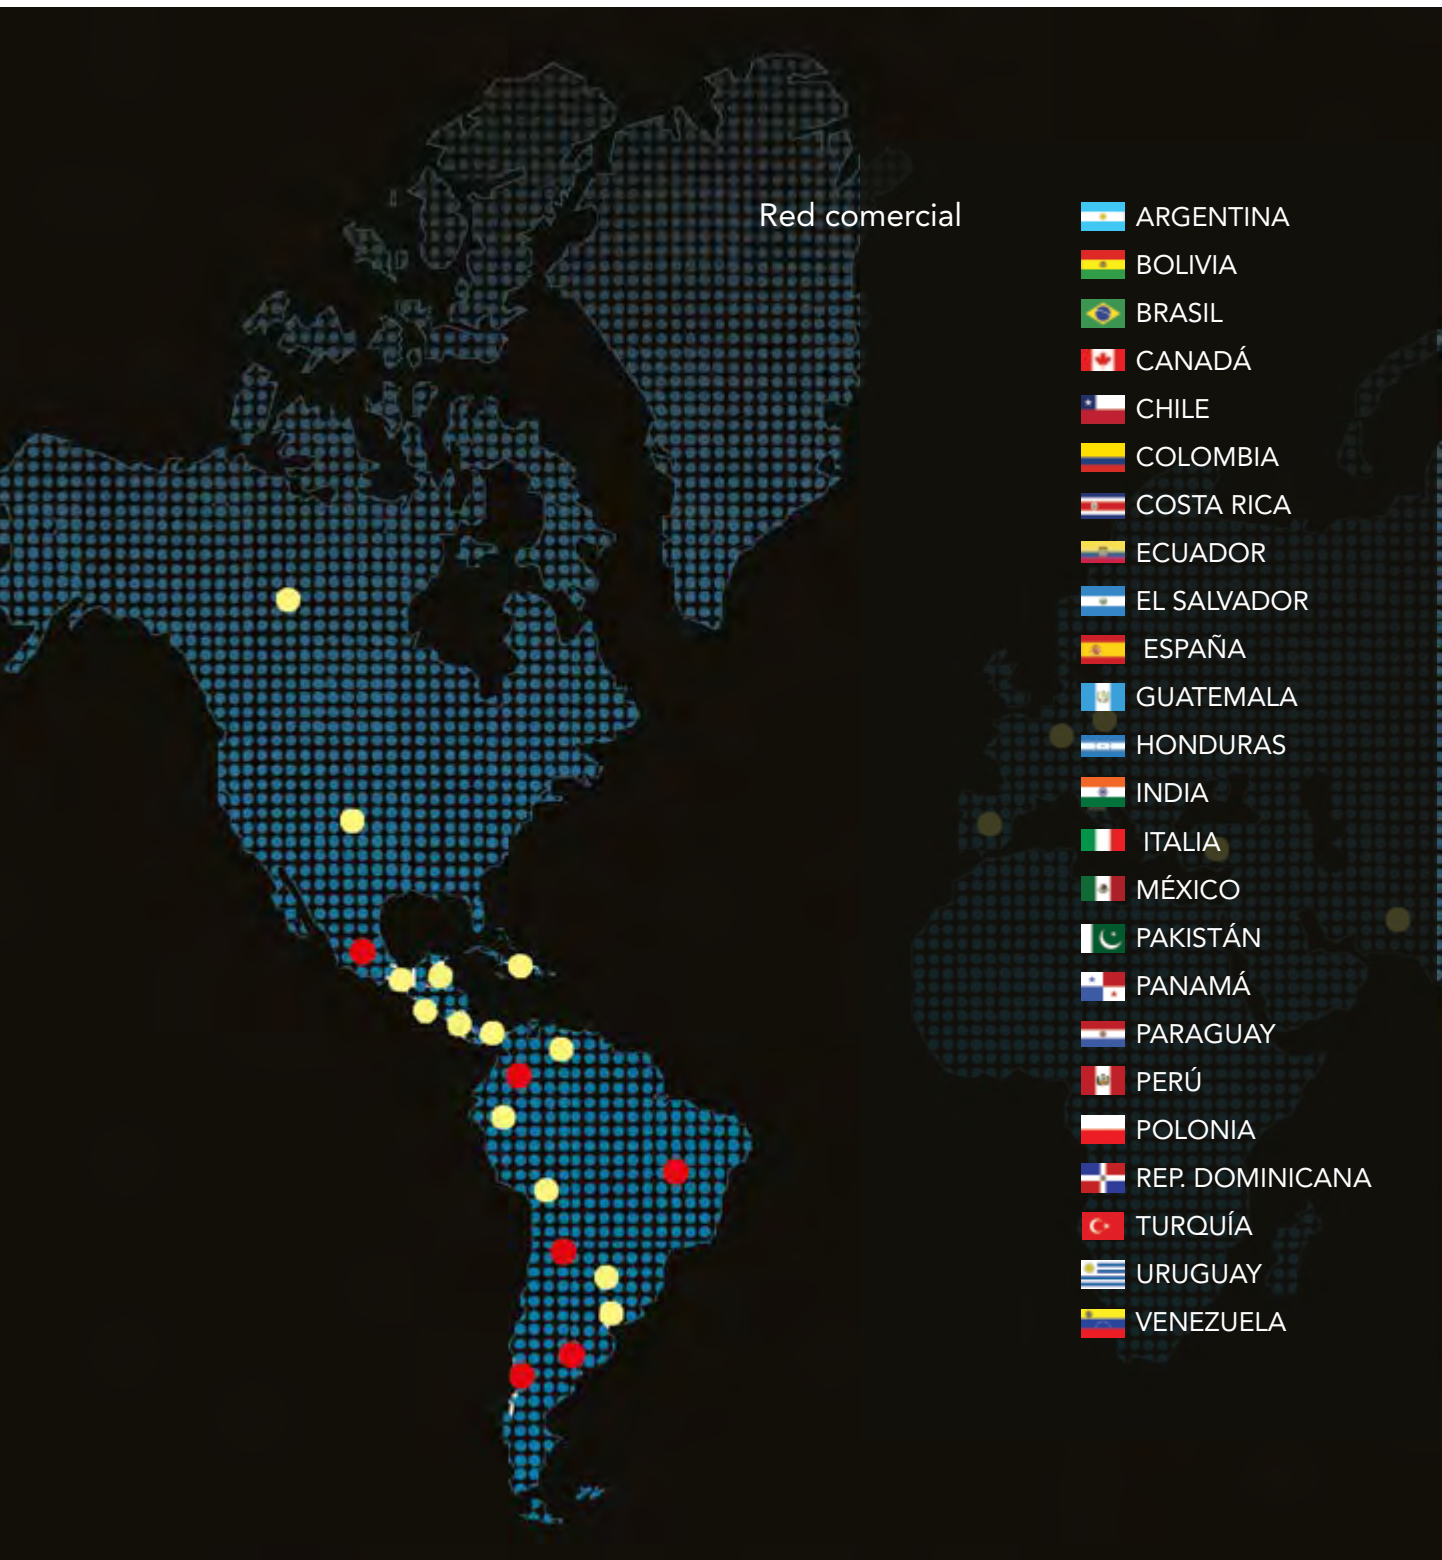 Red comercial
ARGENTINA
BOLIVIA
BRASIL
CANADÁ
CHILE
COLOMBIA
COSTA RICA
ECUADOR
EL SALVADOR
ESPAÑA
GUATEMALA
HONDURAS
INDIA
ITALIA
MÉXICO
PAKISTÁN
PANAMÁ
PARAGUAY
PERÚ
POLONIA
REP. DOMINICANA
TURQUÍA
URUGUAY
VENEZUELA